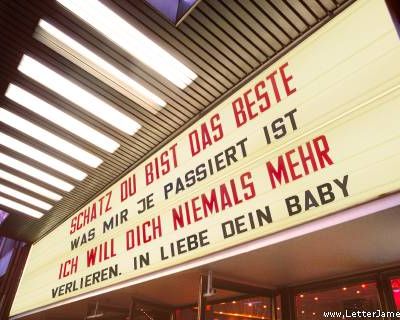 SCHATZ DU BIST DAS BESTE
WAS MIR JE PASSIERT IST
ICH WILL DICH NIEMALS MEHR
VERLIEREN. IN LIEBE DEIN BABY
www.LetterJame